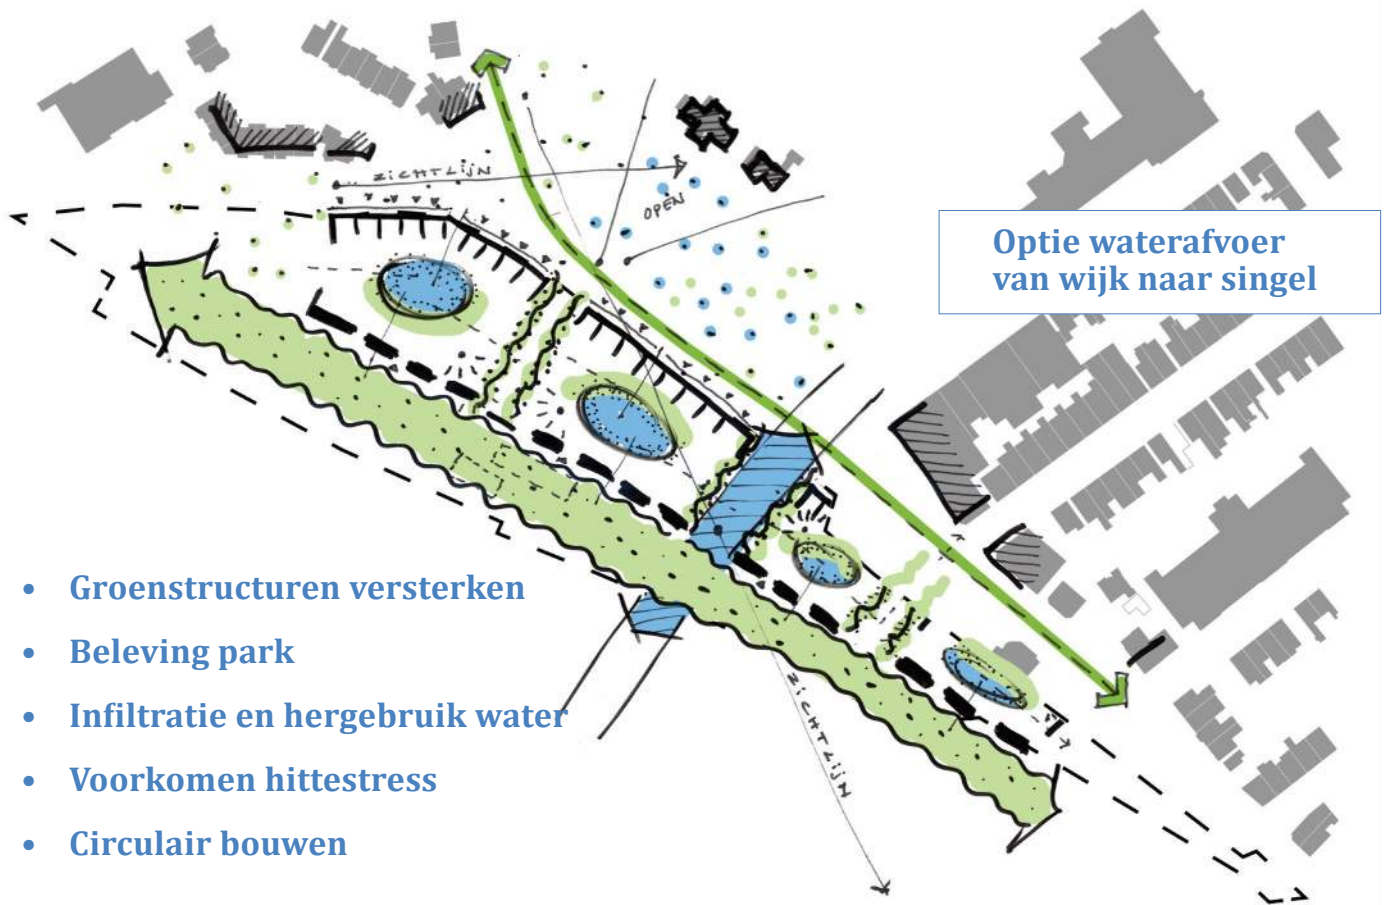 ZICHTLIJN
OPEN
Optie waterafvoer
van wijk naar singel
• Groenstructuren versterken
• Beleving park
• Infiltratie en hergebruik water
• Voorkomen hittestress
• Circulair bouwen
ZICHTLIJN